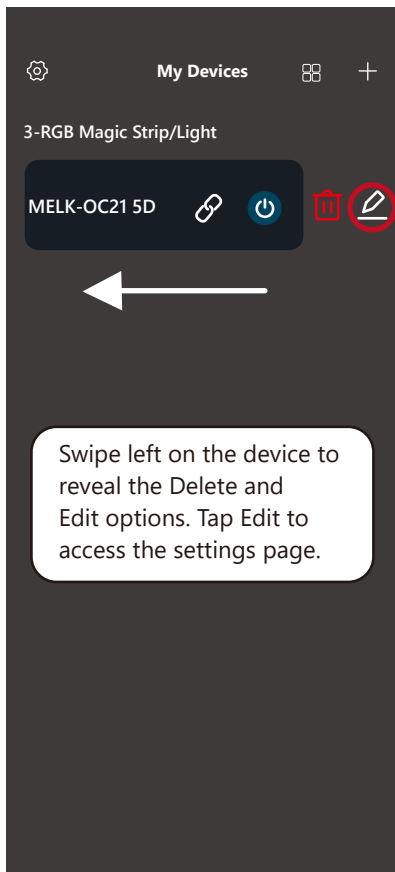 My Devices
3-RGB Magic Strip/Light
MELK-OC21 5D
Swipe left on the device to
reveal the Delete and
Edit options. Tap Edit to
access the settings page.